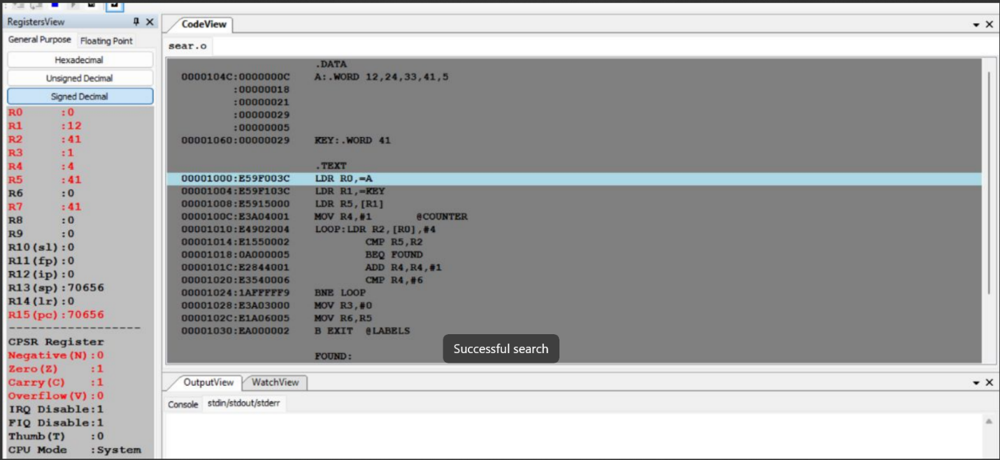 RegistersView
General Purpose Floating Point
Hexadecimal
Unsigned Decimal
Signed Decimal
R0 :0
R1 :12
R2 :41
R3 :1
R4 :4
R5 :41
R6 :0
R7 :41
R8 :0
R9 :0
R10(sl):0
R11(fp):0
R12(ip):0
R13(sp):70656
R14(lr):0
R15(pc):70656
-------------------
CPSR Register
Negative(N):0
Zero(Z) :1
Carry(C) :1
Overflow(V):0
IRQ Disable:1
FIQ Disable:1
Thumb(T) :0
CPU Mode :System
CodeView
sear.o
.DATA
0000104C:0000000C A:.WORD 12,24,33,41,5
:00000018
:00000021
:00000029
:00000005
00001060:00000029 KEY:.WORD 41
.TEXT
00001000:E59F003C LDR R0,=A
00001004:E59F103C LDR R1,=KEY
00001008:E5915000 LDR R5,[R1]
0000100C:E3A04001 MOV R4,#1 @COUNTER
00001010:E4902004 LOOP:LDR R2,[R0],#4
00001014:E1550002 CMP R5,R2
00001018:0A000005 BEQ FOUND
0000101C:E2844001 ADD R4,R4,#1
00001020:E3540006 CMP R4,#6
00001024:1AFFFFF9 BNE LOOP
00001028:E3A03000 MOV R3,#0
0000102C:E1A06005 MOV R6,R5
00001030:EA000002 B EXIT @LABELS
FOUND:
Successful search
OutputView WatchView
Console stdin/stdout/stderr